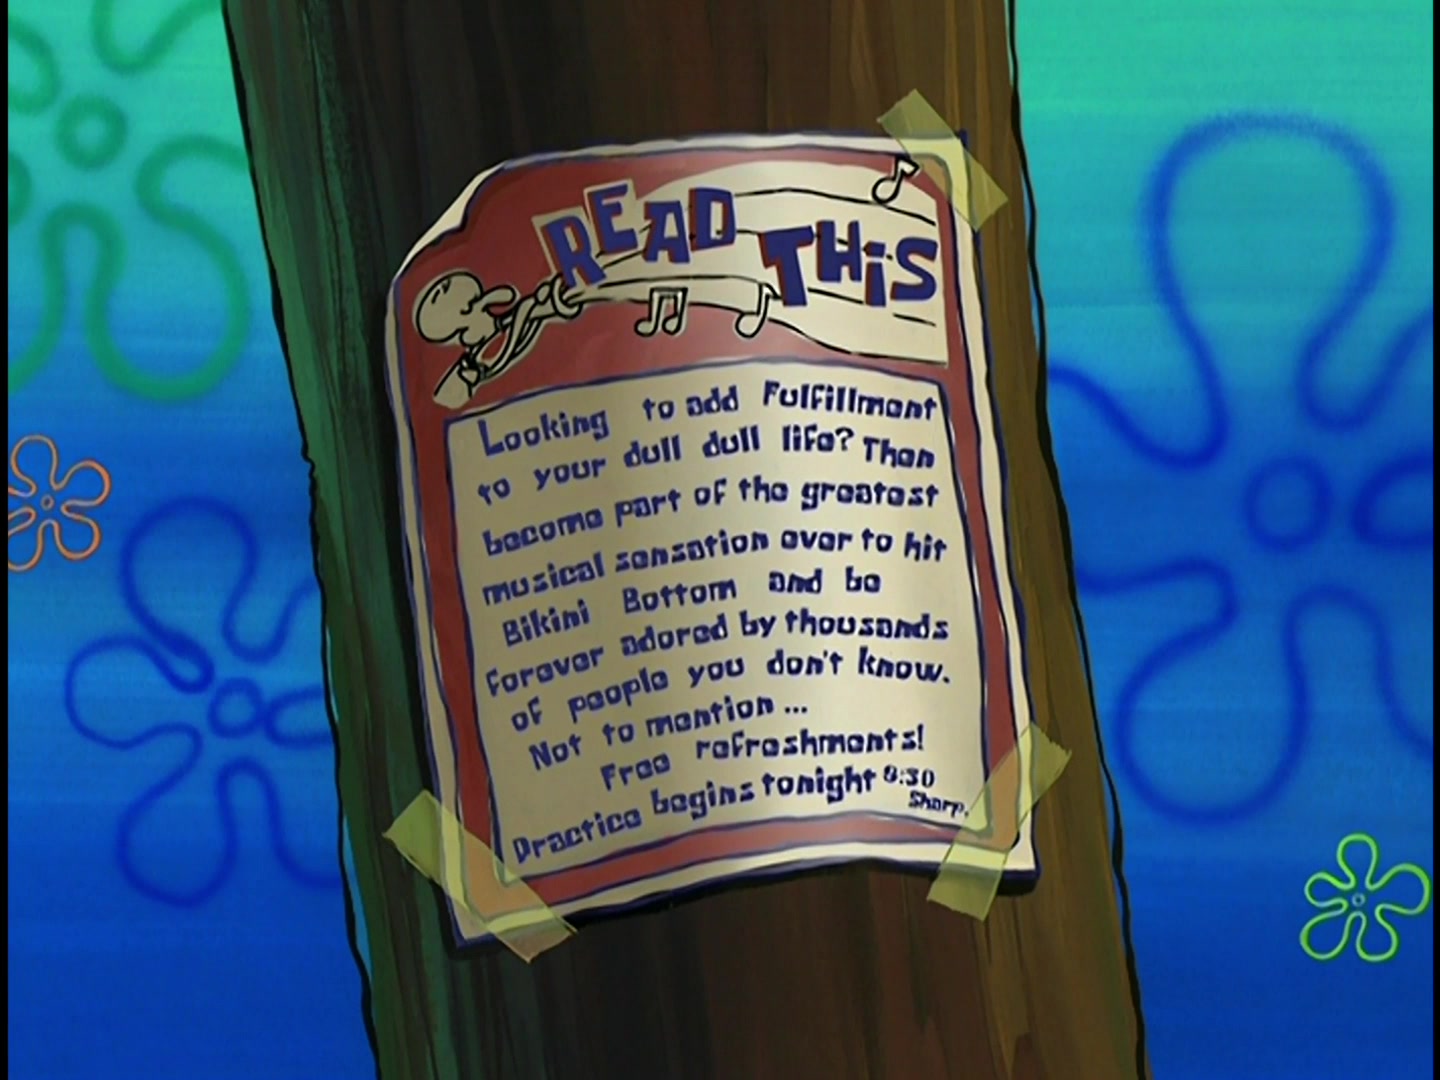 READ THIS
Looking to add Fulfillment
to your dull dull life? Then
become part of the greatest
musical sensation ever to hit
Bikini Bottom and be
forever adored by thousands
of people you don't know.
Not to mention...
Free refreshments!
Practice begins tonight 8:30
Sharp.